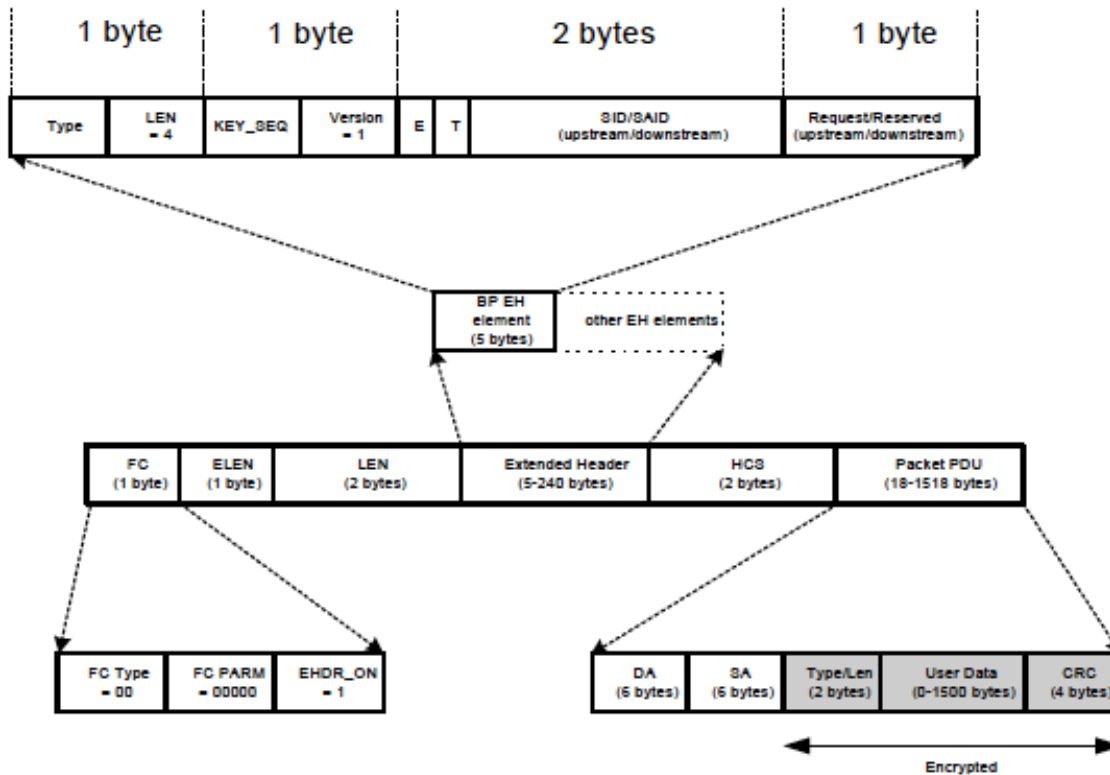 1 byte
1 byte
2 bytes
1 byte
Type
LEN
= 4
KEY_SEQ
Version
= 1
E
T
SID/SAID
(upstream/downstream)
Request/Reserved
(upstream/downstream)
BP EH
element
(5 bytes)
other EH elements
FC
(1 byte)
ELEN
(1 byte)
LEN
(2 bytes)
Extended Header
(5-240 bytes)
HCS
(2 bytes)
Packet PDU
(18-1518 bytes)
FC Type
= 00
FC PARM
= 00000
EHDR_ON
= 1
DA
(6 bytes)
SA
(6 bytes)
Type/Len
(2 bytes)
User Data
(0-1500 bytes)
CRC
(4 bytes)
Encrypted